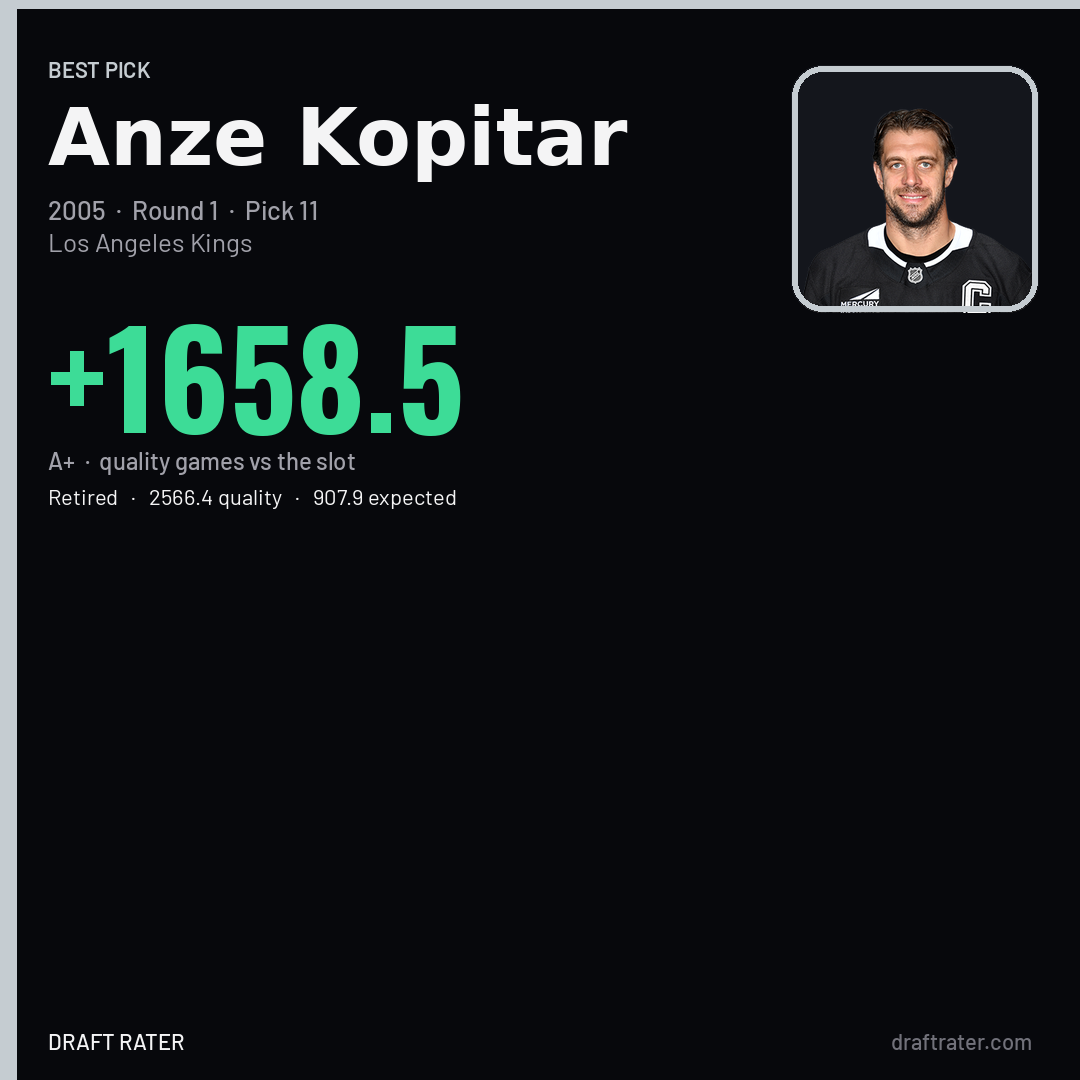 BEST PICK
Anze Kopitar
2005 · Round 1 · Pick 11
Los Angeles Kings
MERCURY
C
+1658.5
A+ · quality games vs the slot
Retired · 2566.4 quality · 907.9 expected
DRAFT RATER
draftrater.com